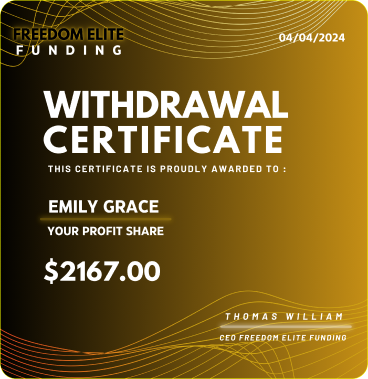 FREEDOM ELITE
FUNDING
04/04/2024
WITHDRAWAL
CERTIFICATE
THIS CERTIFICATE IS PROUDLY AWARDED TO :
EMILY GRACE
YOUR PROFIT SHARE
$2167.00
THOMAS WILLIAM
CEO FREEDOM ELITE FUNDING